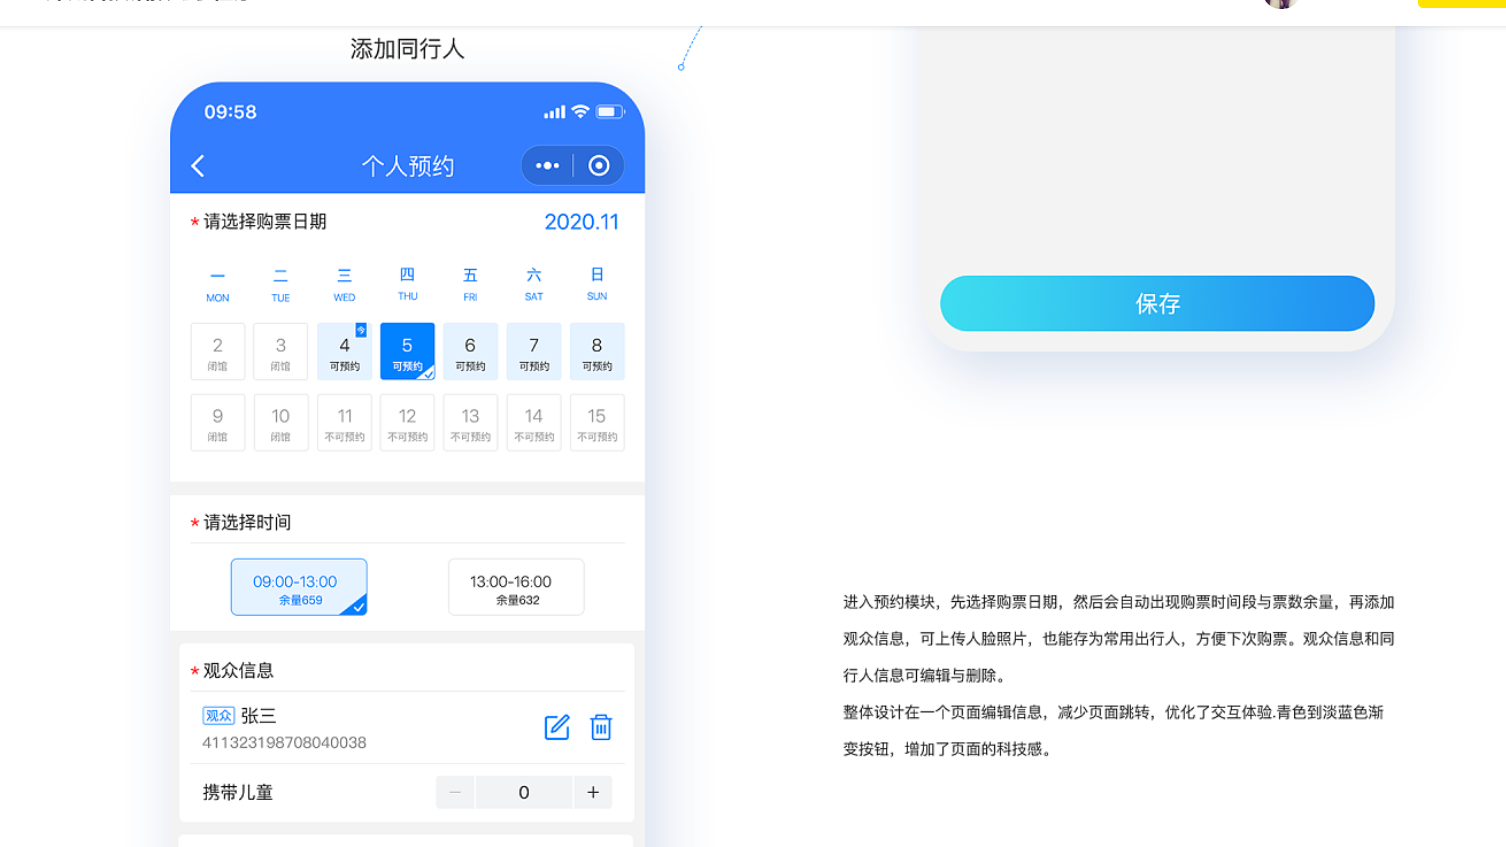 添加同行人
09:58
个人预约
*请选择购票日期 2020.11
一 二 三 四 五 六 日
MON TUE WED THU FRI SAT SUN
今
2 3 4 5 6 7 8
闭馆 闭馆 可预约 可预约 可预约 可预约 可预约
9 10 11 12 13 14 15
闭馆 闭馆 不可预约 不可预约 不可预约 不可预约 不可预约
*请选择时间
09:00-13:00 13:00-16:00
余量659 余量632
*观众信息
观众 张三
411323198708040038
携带儿童 － 0 +
保存
进入预约模块，先选择购票日期，然后会自动出现购票时间段与票数余量，再添加
观众信息，可上传人脸照片，也能存为常用出行人，方便下次购票。观众信息和同
行人信息可编辑与删除。
整体设计在一个页面编辑信息，减少页面跳转，优化了交互体验.青色到淡蓝色渐
变按钮，增加了页面的科技感。